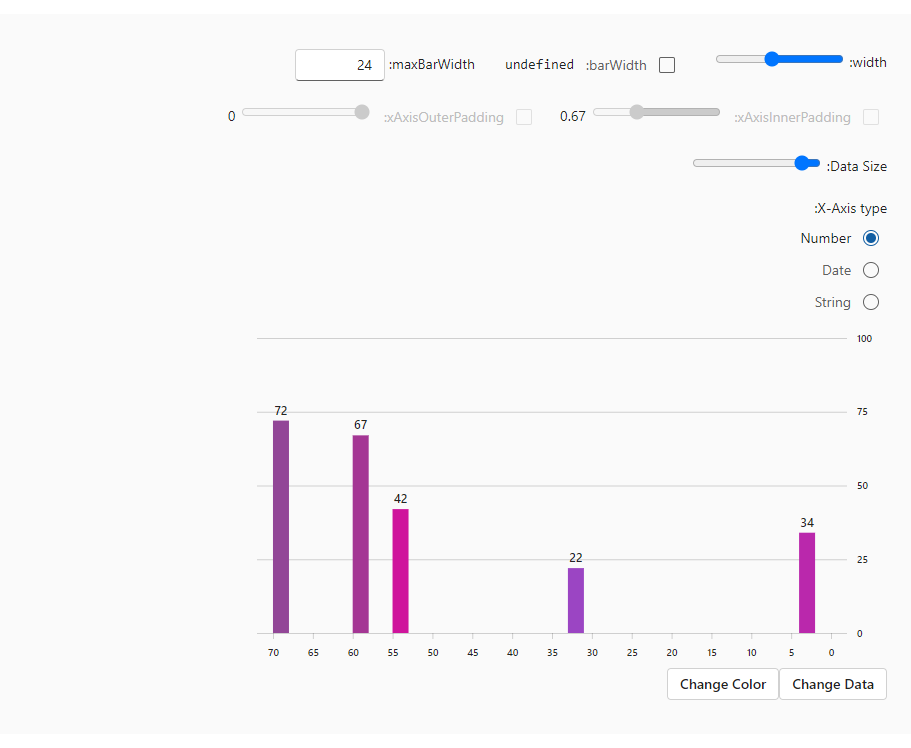 width:
barWidth: undefined
maxBarWidth: 24
xAxisInnerPadding: 0.67
xAxisOuterPadding: 0
Data Size:
X-Axis type:
Number
Date
String
100
75
50
25
0
72
67
42
22
34
70 65 60 55 50 45 40 35 30 25 20 15 10 5 0
Change Color Change Data